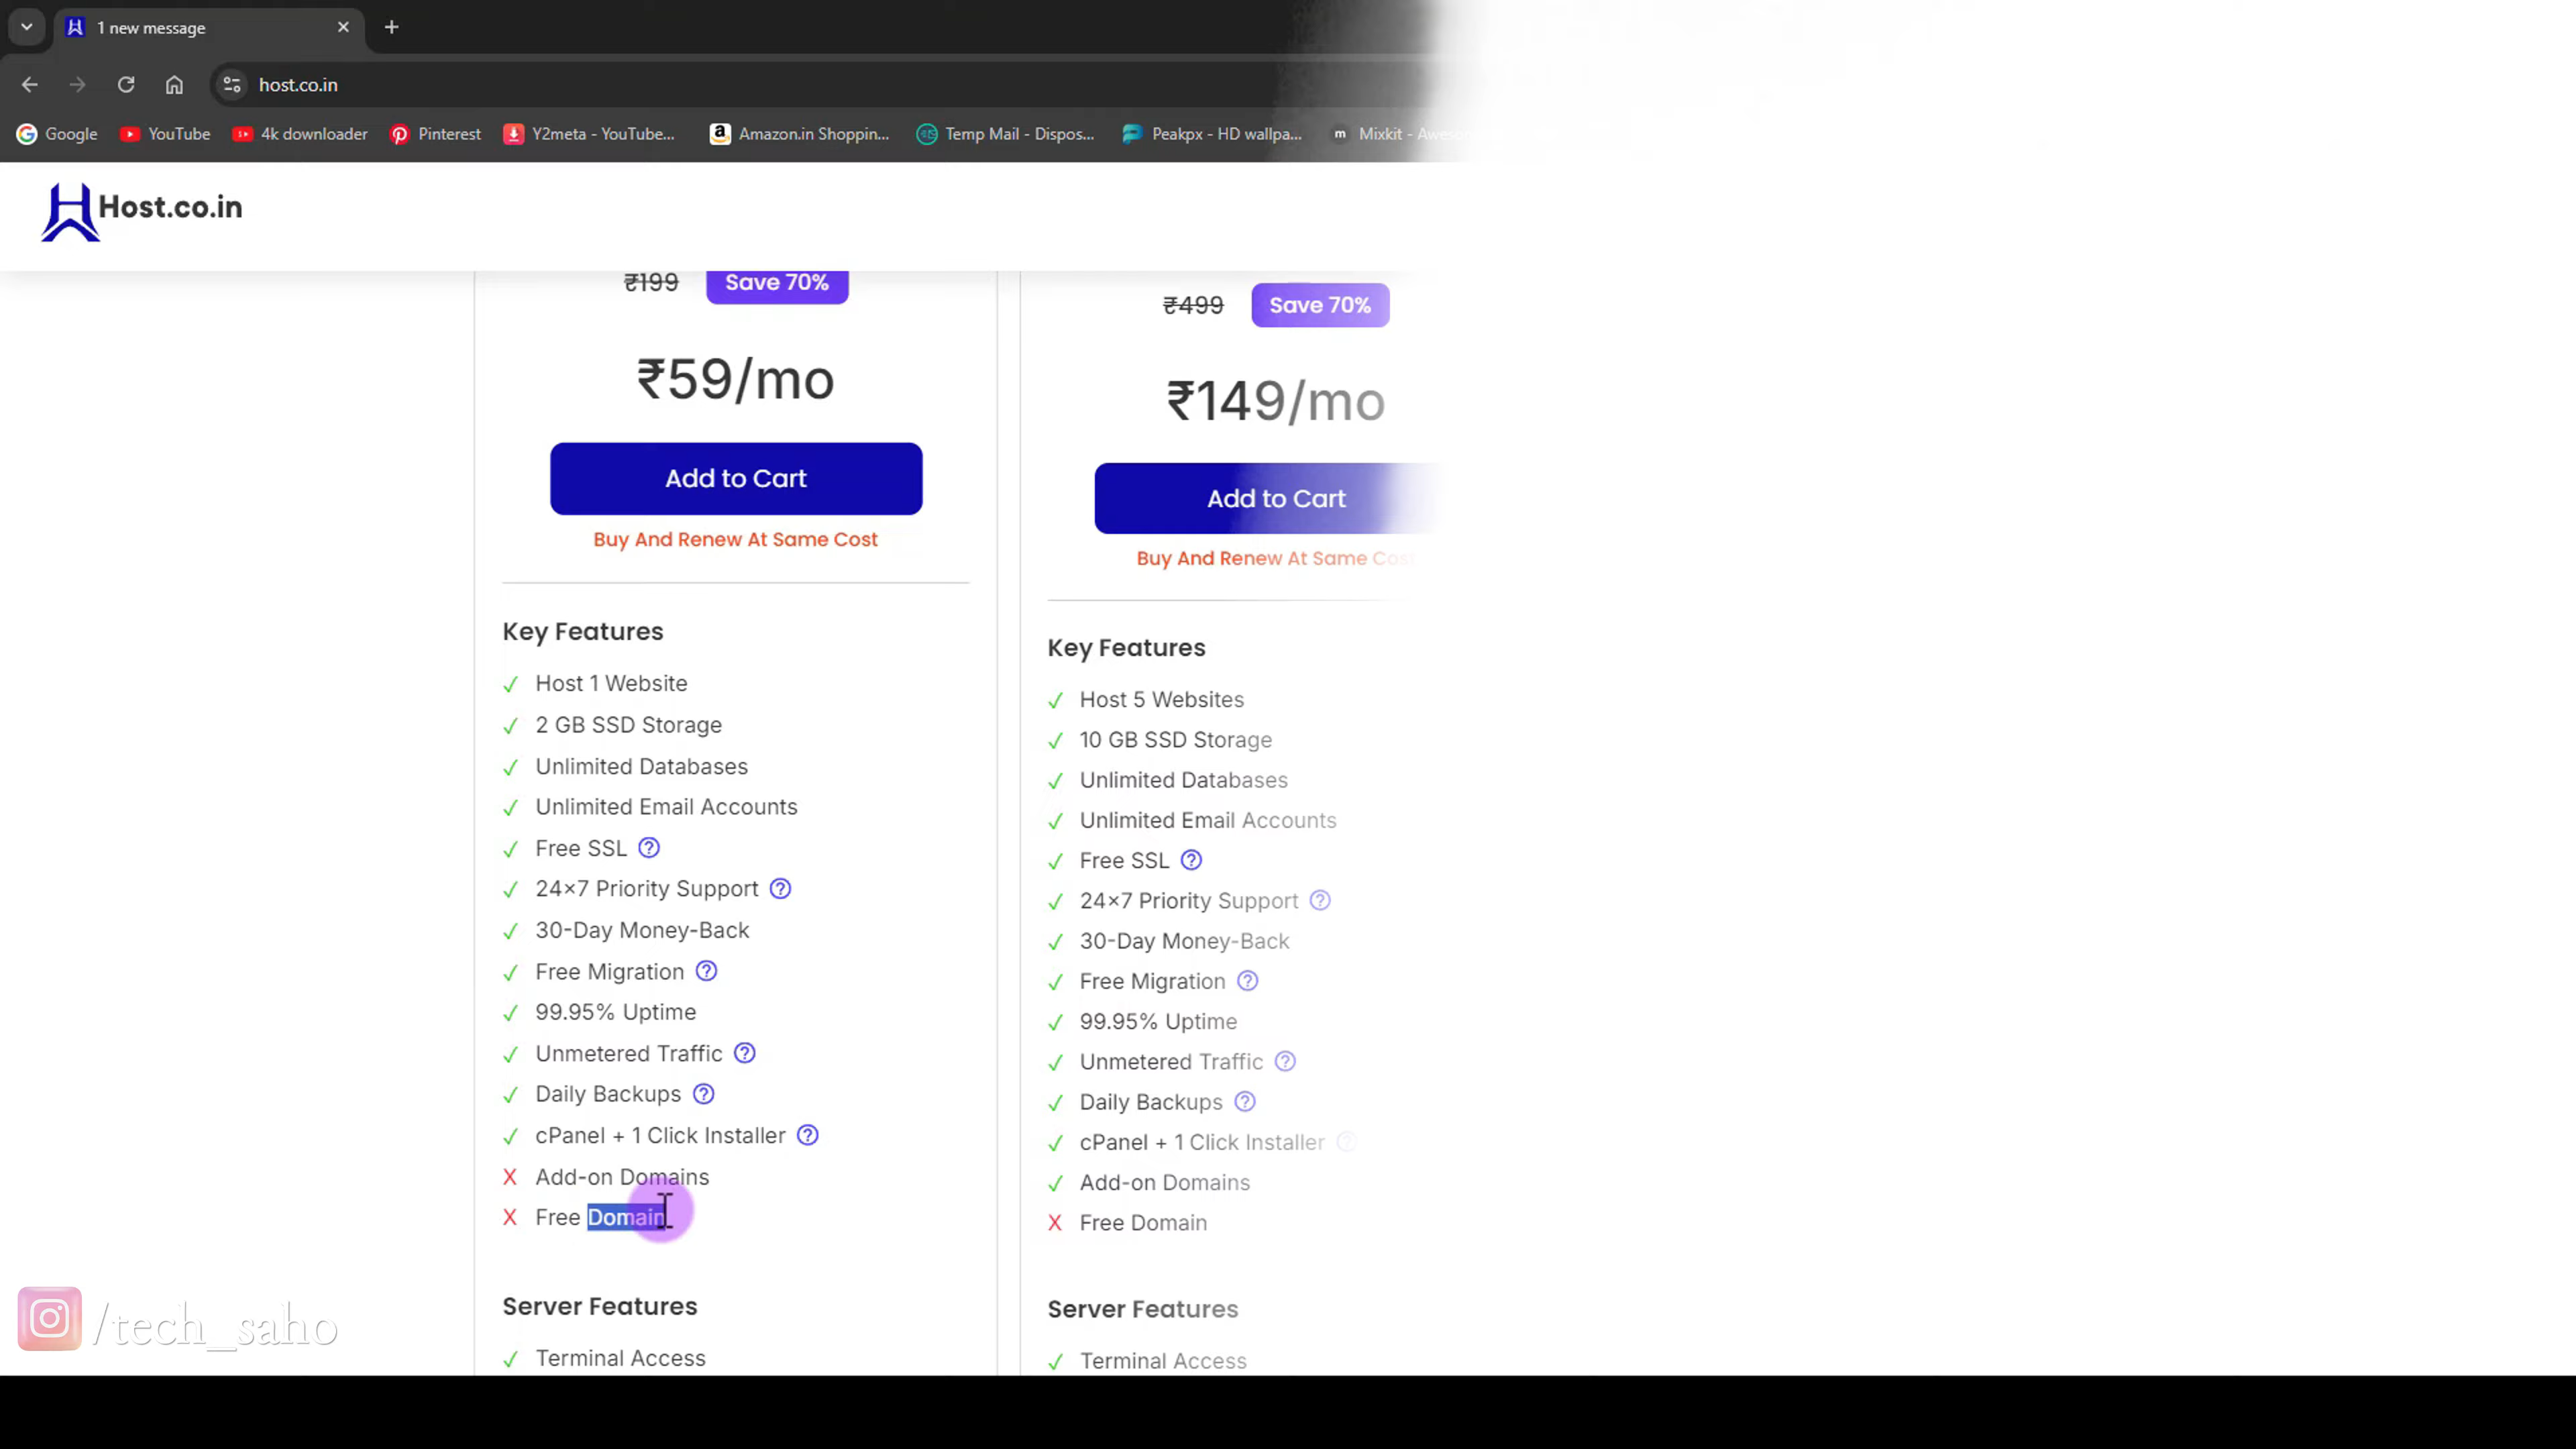 1 new message
host.co.in
Google YouTube 4k downloader Pinterest Y2meta - YouTube... Amazon.in Shoppin... Temp Mail - Dispos... Peakpx - HD wallpa... Mixkit -
Host.co.in
₹199 Save 70%
₹59/mo
Add to Cart
Buy And Renew At Same Cost
Key Features
Host 1 Website
2 GB SSD Storage
Unlimited Databases
Unlimited Email Accounts
Free SSL
24×7 Priority Support
30-Day Money-Back
Free Migration
99.95% Uptime
Unmetered Traffic
Daily Backups
cPanel + 1 Click Installer
X Add-on Domains
X Free Domain
Server Features
Terminal Access
₹499 Save 70%
₹149/mo
Add to Cart
Buy And Renew At Same Cost
Key Features
Host 5 Websites
10 GB SSD Storage
Unlimited Databases
Unlimited Email Accounts
Free SSL
24×7 Priority Support
30-Day Money-Back
Free Migration
99.95% Uptime
Unmetered Traffic
Daily Backups
cPanel + 1 Click Installer
Add-on Domains
X Free Domain
Server Features
Terminal Access
/tech_saho